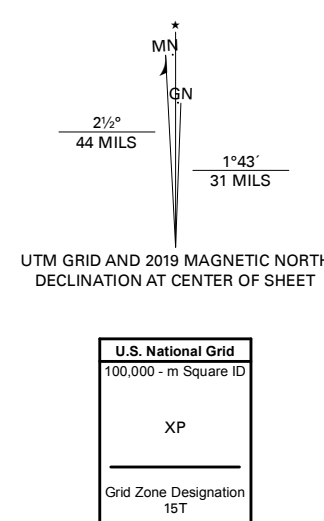 ★
MN
GN
2½°
44 MILS
1°43´
31 MILS
UTM GRID AND 2019 MAGNETIC NORTH
DECLINATION AT CENTER OF SHEET
U.S. National Grid
100,000 - m Square ID
XP
Grid Zone Designation
15T